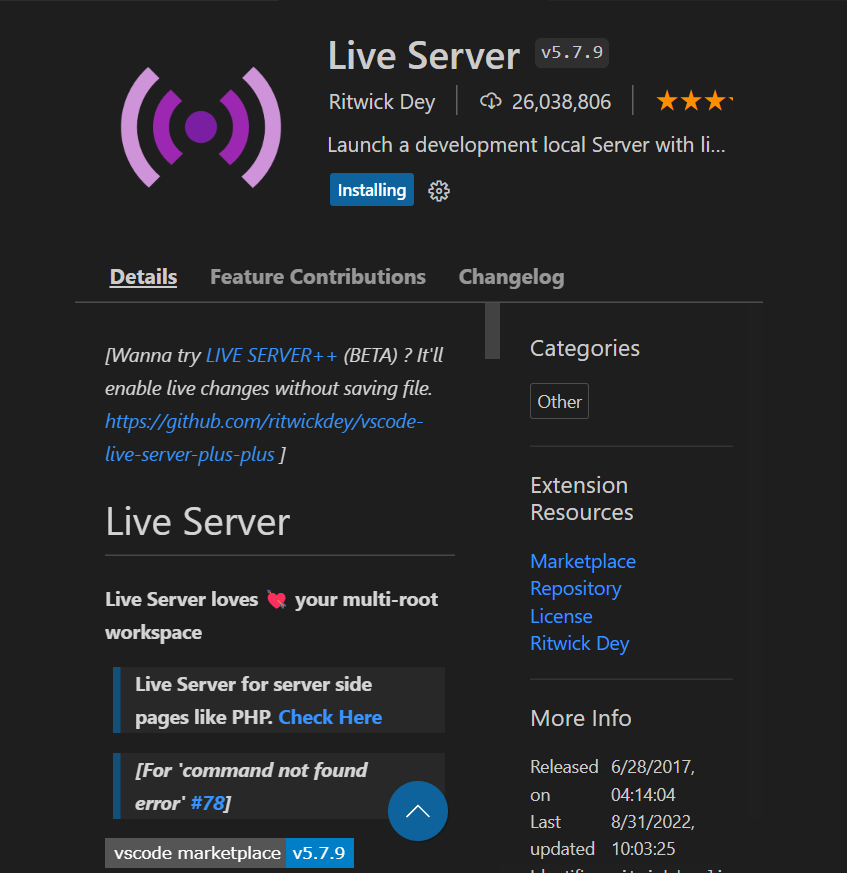 Live Server v5.7.9
Ritwick Dey 26,038,806
Launch a development local Server with li...
Installing
Details Feature Contributions Changelog
[Wanna try LIVE SERVER++ (BETA) ? It'll
enable live changes without saving file.
https://github.com/ritwickdey/vscode-
live-server-plus-plus ]
Live Server
Live Server loves 💘 your multi-root
workspace
Live Server for server side
pages like PHP. Check Here
[For 'command not found
error' #78]
vscode marketplace v5.7.9
Categories
Other
Extension
Resources
Marketplace
Repository
License
Ritwick Dey
More Info
Released 6/28/2017,
on 04:14:04
Last 8/31/2022,
updated 10:03:25